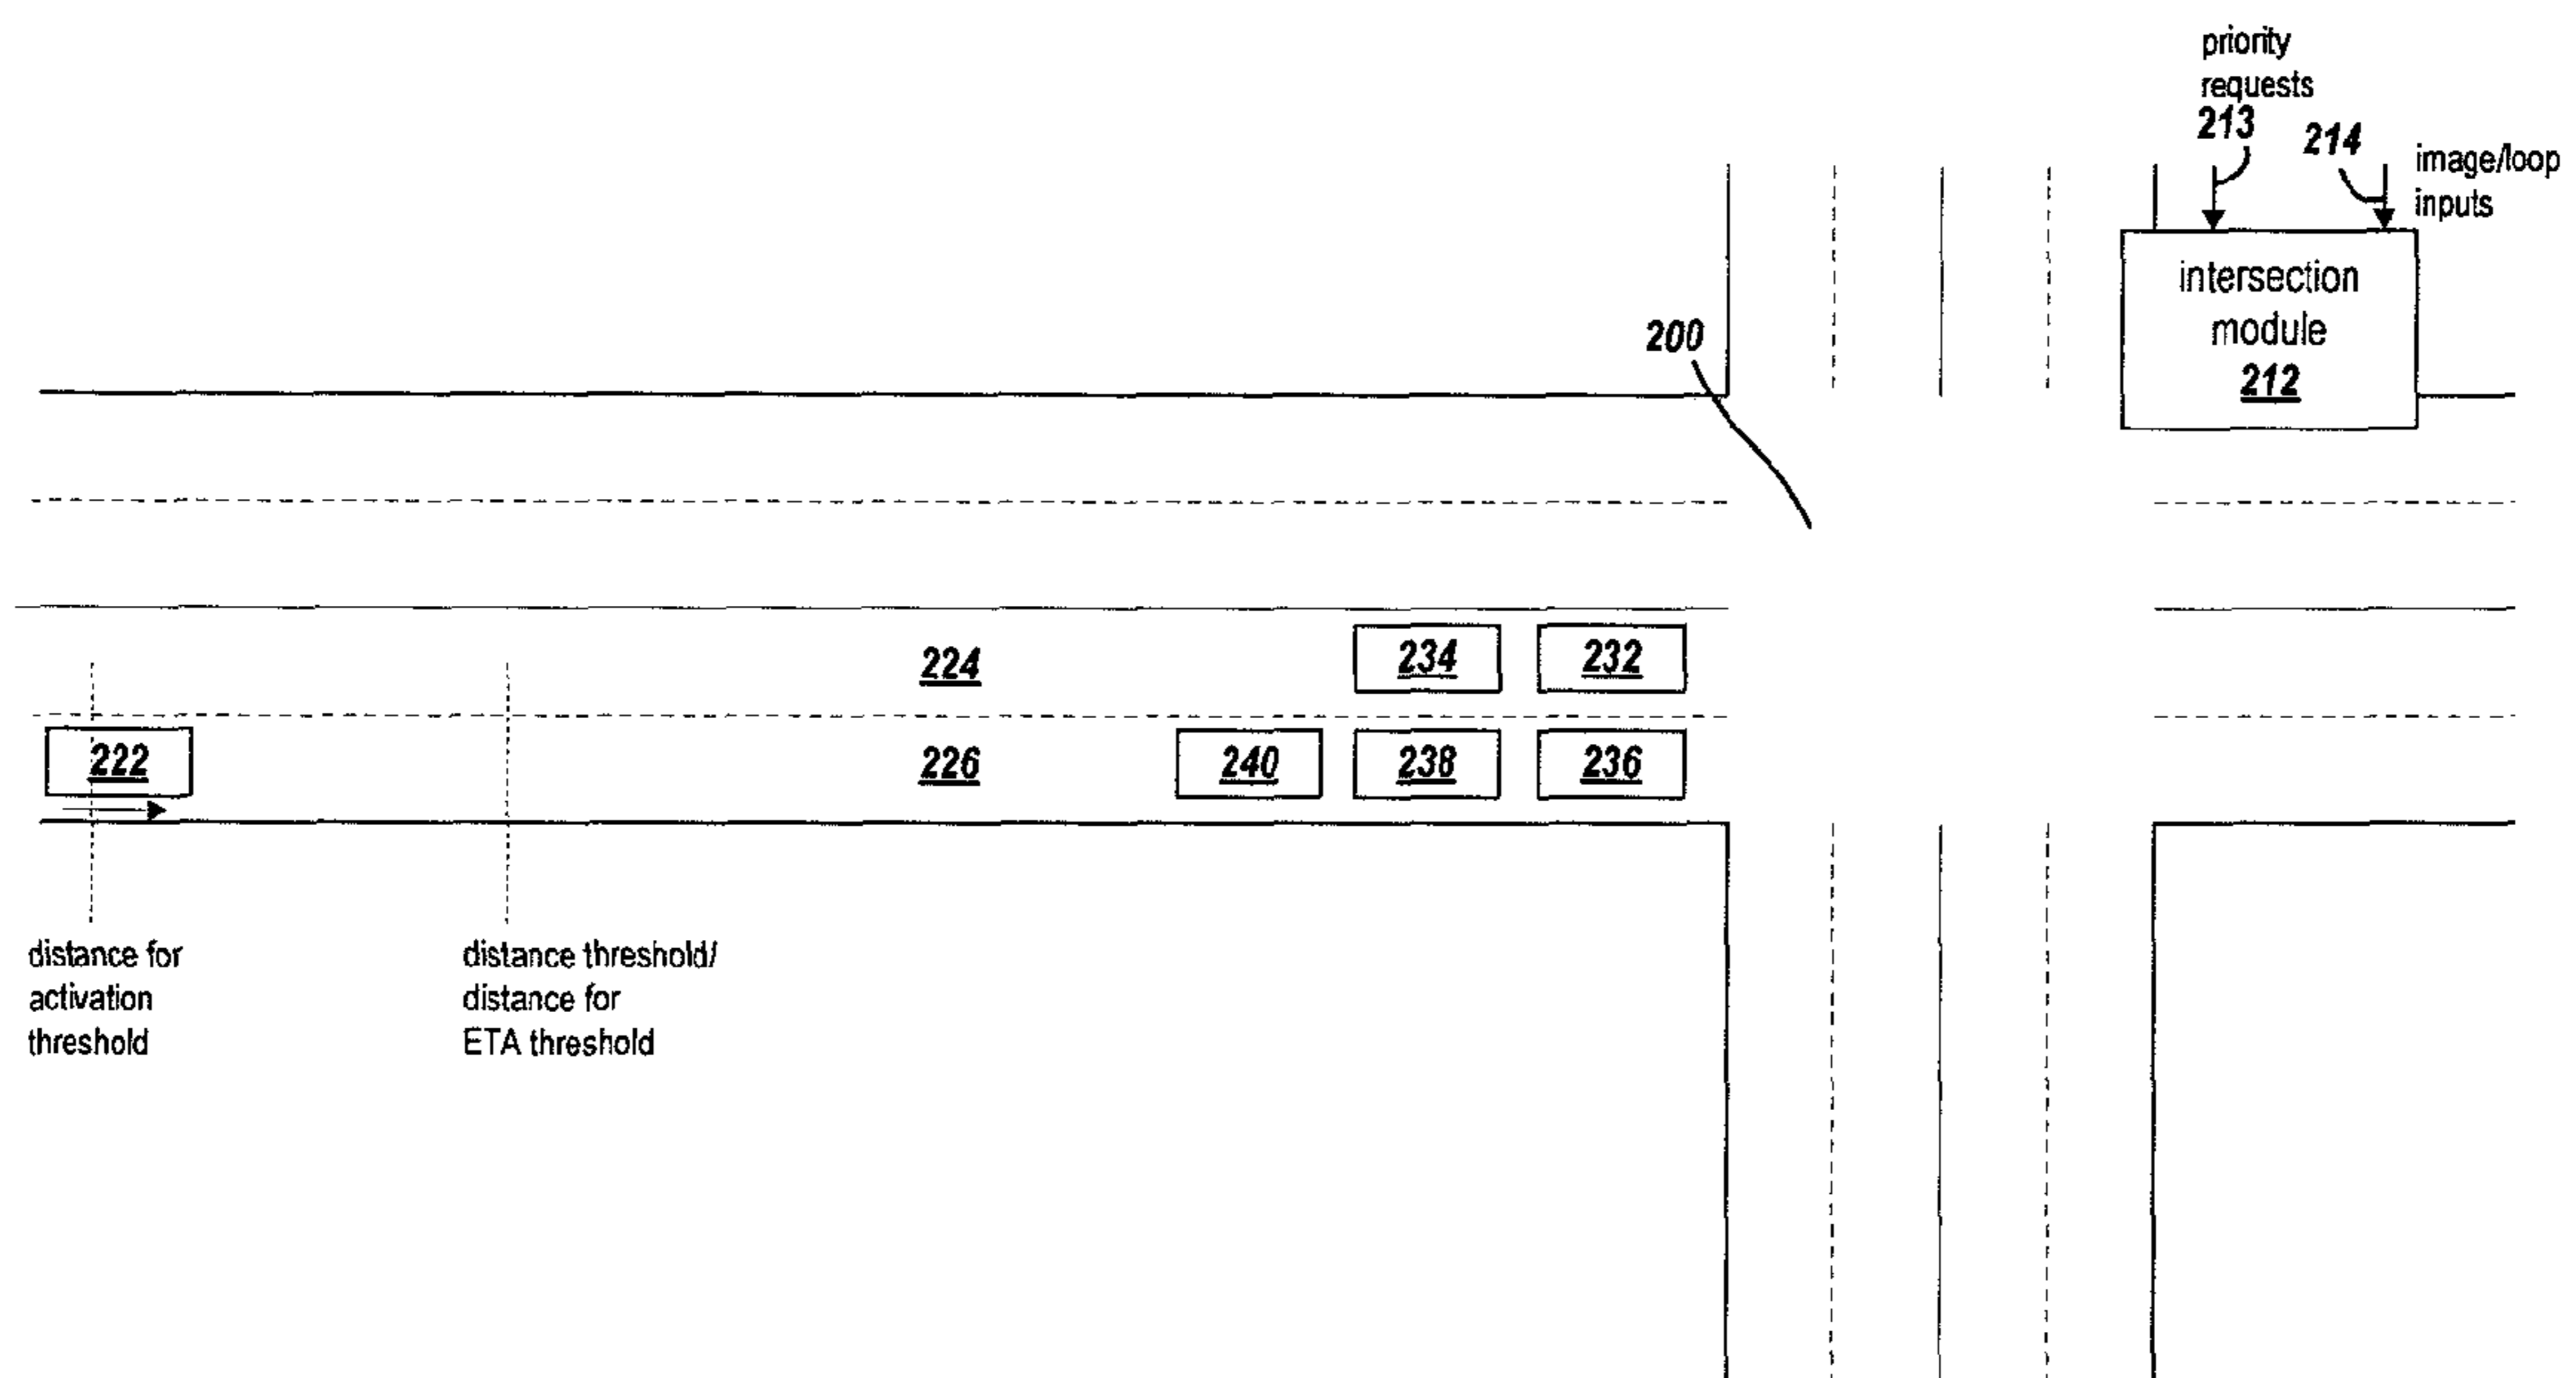 priority
requests
213
214
image/loop
inputs
intersection
module
212
200
224
234
232
222
226
240
238
236
distance for
activation
threshold
distance threshold/
distance for
ETA threshold